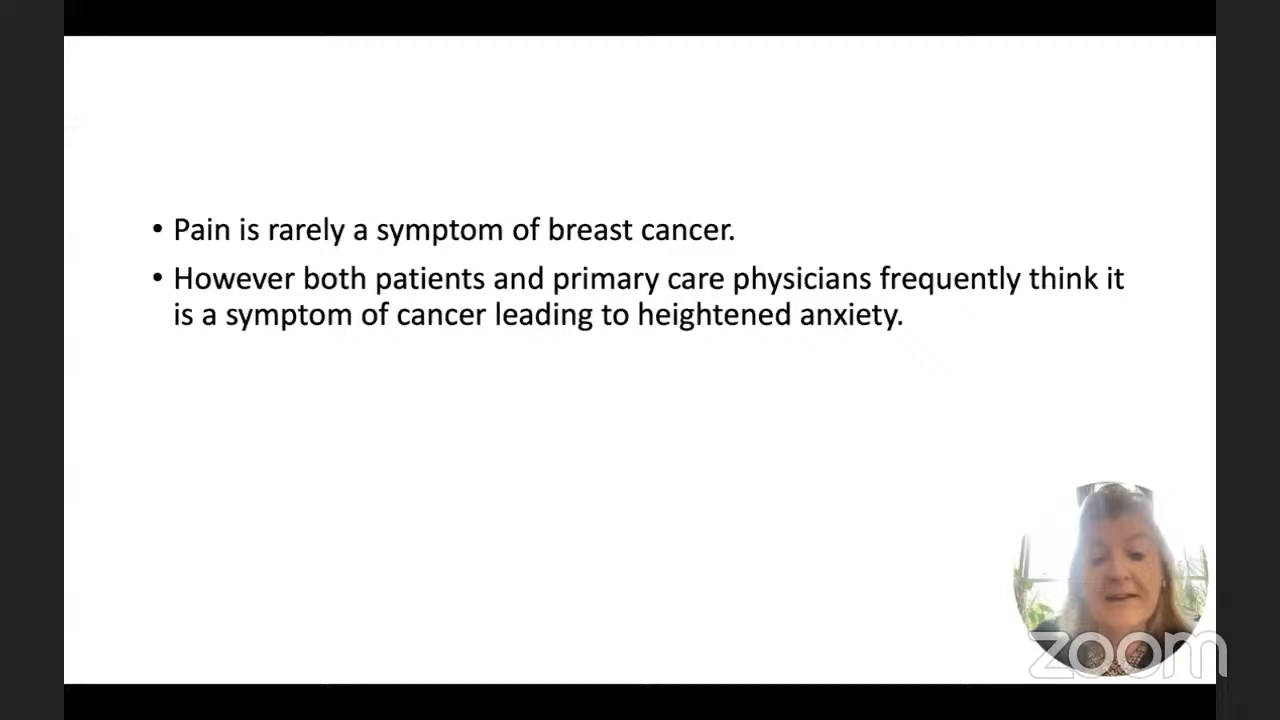 • Pain is rarely a symptom of breast cancer.
• However both patients and primary care physicians frequently think it
is a symptom of cancer leading to heightened anxiety.
zoom